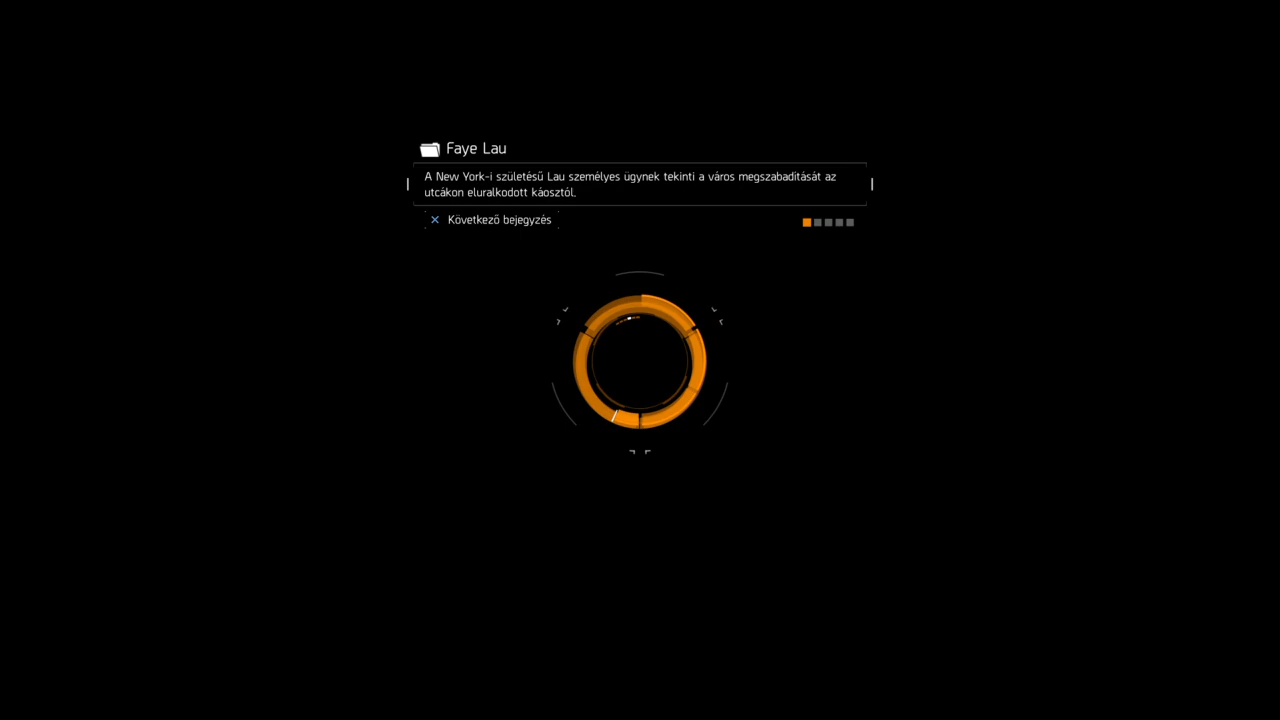 Faye Lau
A New York-i születésű Lau személyes ügynek tekinti a város megszabadítását az
utcákon eluralkodott káosztól.
Következő bejegyzés